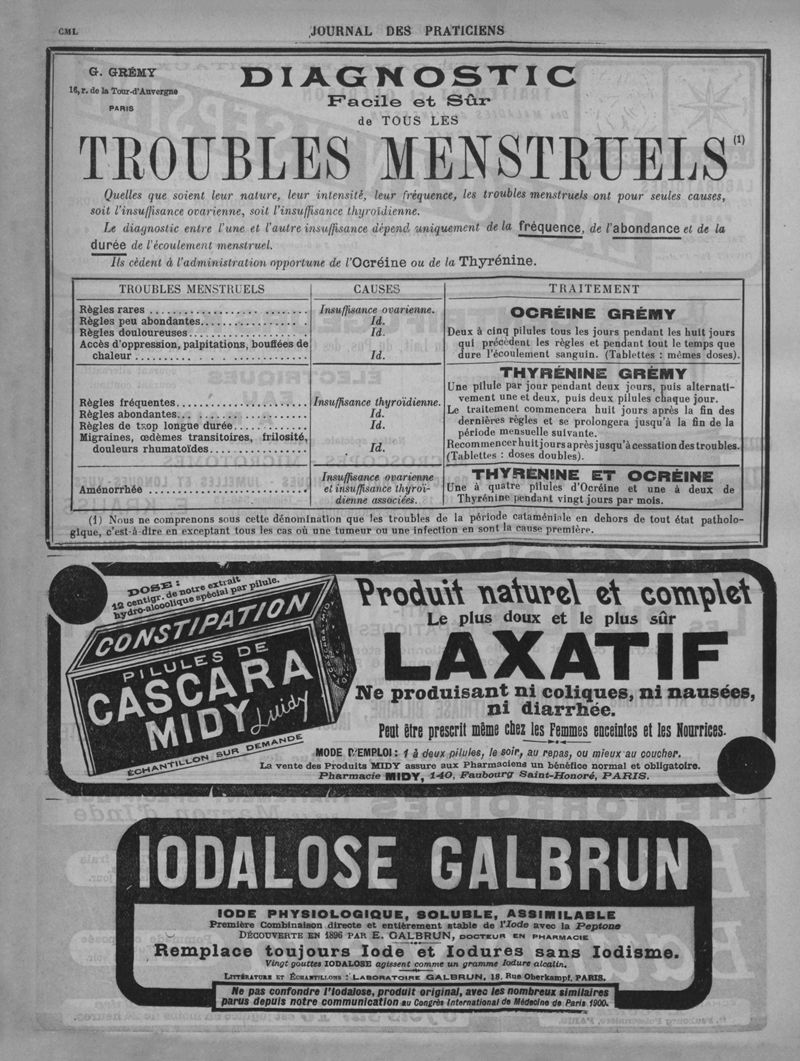 CML
JOURNAL DES PRATICIENS
G. GRÉMY
16, r. de la Tour-d'Auvergne
PARIS
DIAGNOSTIC
Facile et Sûr
de TOUS LES
TROUBLES MENSTRUELS (1)
Quelles que soient leur nature, leur intensité, leur fréquence, les troubles menstruels ont pour seules causes,
soit l'insuffisance ovarienne, soit l'insuffisance thyroïdienne.
Le diagnostic entre l'une et l'autre insuffisance dépend uniquement de la fréquence, de l'abondance et de la
durée de l'écoulement menstruel.
Ils cèdent à l'administration opportune de l'Ocréine ou de la Thyrénine.
TROUBLES MENSTRUELS
CAUSES
TRAITEMENT
Règles rares
Règles peu abondantes
Règles douloureuses
Accès d'oppression, palpitations, bouffées de
chaleur
Insuffisance ovarienne.
Id.
Id.
Id.
OCRÉINE GRÉMY
Deux à cinq pilules tous les jours pendant les huit jours
qui précèdent les règles et pendant tout le temps que
dure l'écoulement sanguin. (Tablettes : mêmes doses).
Règles fréquentes
Règles abondantes
Règles de trop longue durée
Migraines, œdèmes transitoires, frilosité,
douleurs rhumatoïdes
Insuffisance thyroïdienne.
Id.
Id.
Id.
THYRÉNINE GRÉMY
Une pilule par jour pendant deux jours, puis alternati-
vement une et deux, puis deux pilules chaque jour.
Le traitement commencera huit jours après la fin des
dernières règles et se prolongera jusqu'à la fin de la
période mensuelle suivante.
Recommencer huit jours après jusqu'à cessation des troubles.
(Tablettes : doses doubles).
Aménorrhée
Insuffisance ovarienne
et insuffisance thyroï-
dienne associées.
THYRÉNINE ET OCRÉINE
Une à quatre pilules d'Ocréine et une à deux de
Thyrénine pendant vingt jours par mois.
(1) Nous ne comprenons sous cette dénomination que les troubles de la période cataméniale en dehors de tout état patholo-
gique, c'est-à-dire en exceptant tous les cas où une tumeur ou une infection en sont la cause première.
DOSE :
12 centigr. de notre extrait
hydro-alcoolique spécial par pilule.
CONSTIPATION
PILULES DE
CASCARA
MIDY
ÉCHANTILLON SUR DEMANDE
Produit naturel et complet
Le plus doux et le plus sûr
LAXATIF
Ne produisant ni coliques, ni nausées,
ni diarrhée.
Peut être prescrit même chez les Femmes enceintes et les Nourrices.
MODE D'EMPLOI : 1 à deux pilules, le soir, au repas, ou mieux au coucher.
La vente des Produits MIDY assure aux Pharmaciens un bénéfice normal et obligatoire.
Pharmacie MIDY, 140, Faubourg Saint-Honoré, PARIS.
IODALOSE GALBRUN
IODE PHYSIOLOGIQUE, SOLUBLE, ASSIMILABLE
Première Combinaison directe et entièrement stable de l'Iode avec la Peptone
DÉCOUVERTE EN 1896 PAR E. GALBRUN, DOCTEUR EN PHARMACIE
Remplace toujours Iode et Iodures sans Iodisme.
Vingt gouttes IODALOSE agissent comme un gramme Iodure alcalin.
LITTÉRATURE ET ÉCHANTILLONS : LABORATOIRE GALBRUN, 18, Rue Oberkampf, PARIS.
Ne pas confondre l'Iodalose, produit original, avec les nombreux similaires
parus depuis notre communication au Congrès International de Médecine de Paris 1900.